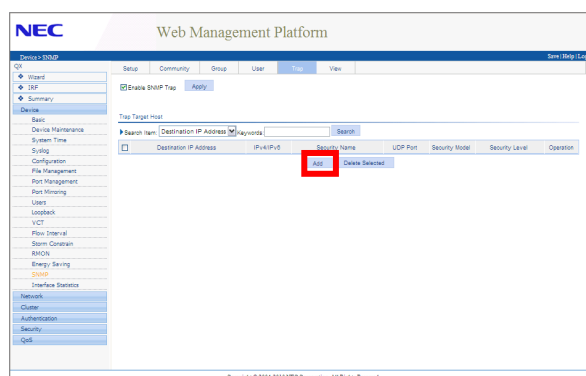 NEC
Web Management Platform
Device > SNMP
Save | Help | Lo
QX
Wizard
IRF
Summary
Device
Basic
Device Maintenance
System Time
Syslog
Configuration
File Management
Port Management
Port Mirroring
Users
Loopback
VCT
Flow Interval
Storm Constrain
RMON
Energy Saving
SNMP
Interface Statistics
Network
Cluster
Authentication
Security
QoS
Setup Community Group User Trap View
Enable SNMP Trap Apply
Trap Target Host
Search Item: Destination IP Address Keywords: Search
Destination IP Address IPv4/IPv6 Security Name UDP Port Security Model Security Level Operation
Add Delete Selected